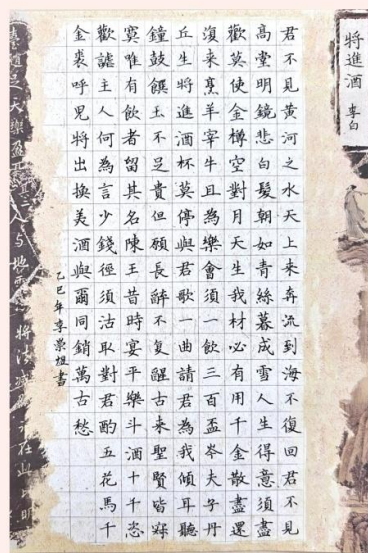 將進酒 李白
君不見黃河之水天上來奔流到海不復回君不見
高堂明鏡悲白髮朝如青絲暮成雪人生得意須盡
歡莫使金樽空對月天生我材必有用千金散盡還
復來烹羊宰牛且為樂會須一飲三百盃岑夫子丹
丘生將進酒杯莫停與君歌一曲請君為我傾耳聽
鐘鼓饌玉不足貴但願長醉不復醒古來聖賢皆寂
寞唯有飲者留其名陳王昔時宴平樂斗酒十千恣
歡謔主人何為言少錢徑須沽取對君酌五花馬千
金裘呼兒將出換美酒與爾同銷萬古愁
乙巳年李崇書